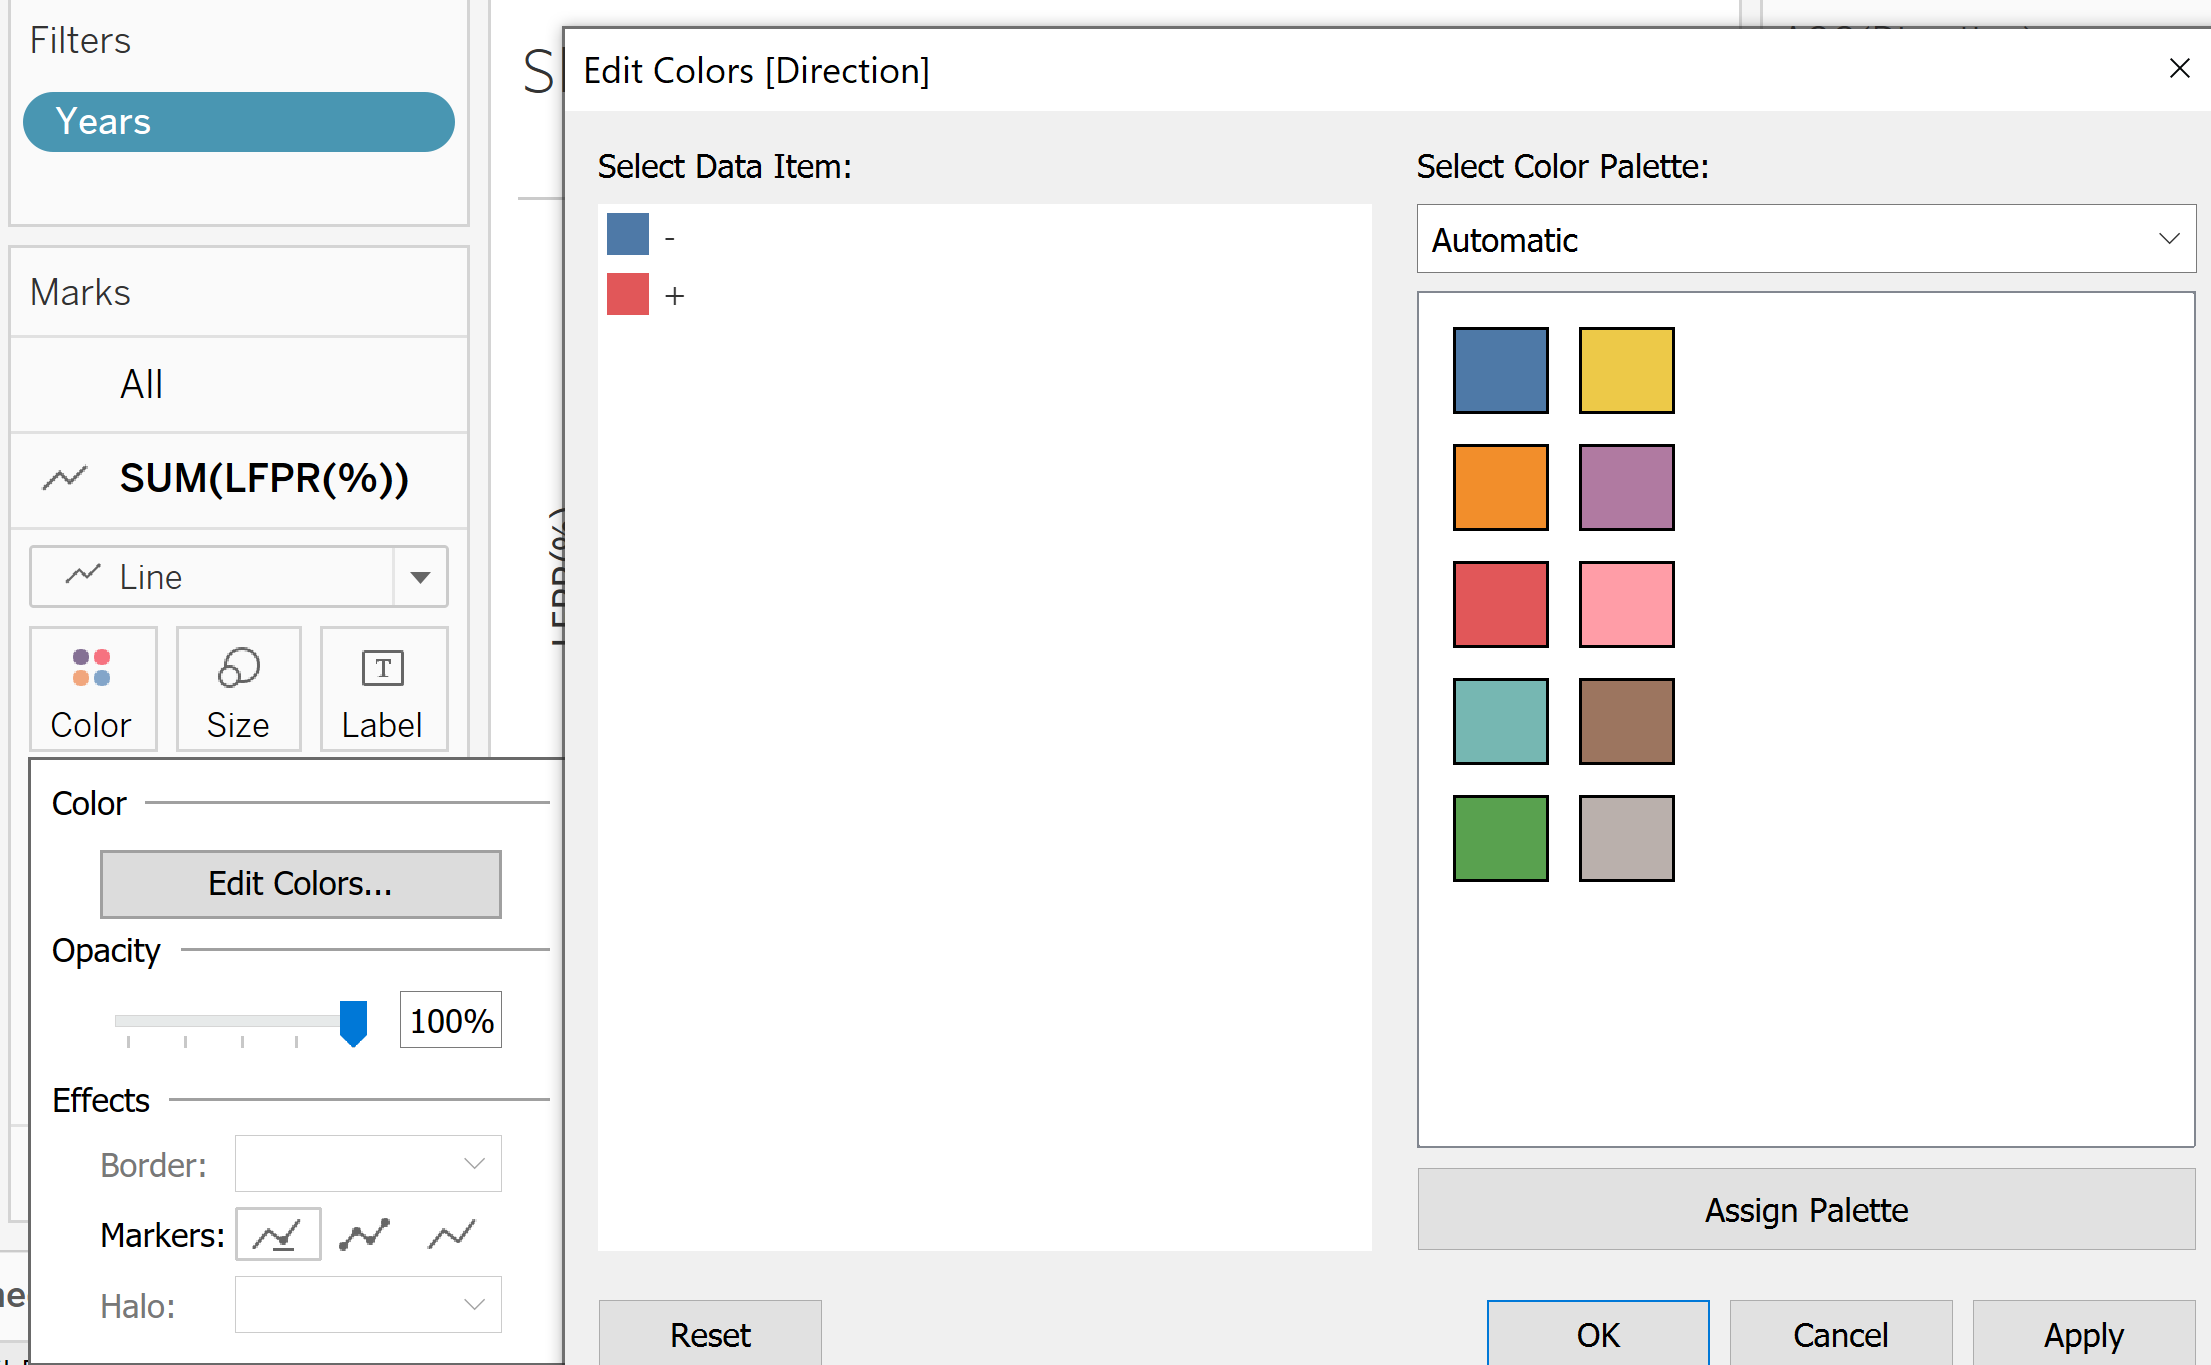 Filters
Years
Marks
All
SUM(LFPR(%))
Line
Color
Size
T
Label
Color
Edit Colors...
Opacity
100%
Effects
Border:
Markers:
Halo:
LFPR(%)
Edit Colors [Direction]
Select Data Item:
-
+
Select Color Palette:
Automatic
Assign Palette
Reset
OK
Cancel
Apply